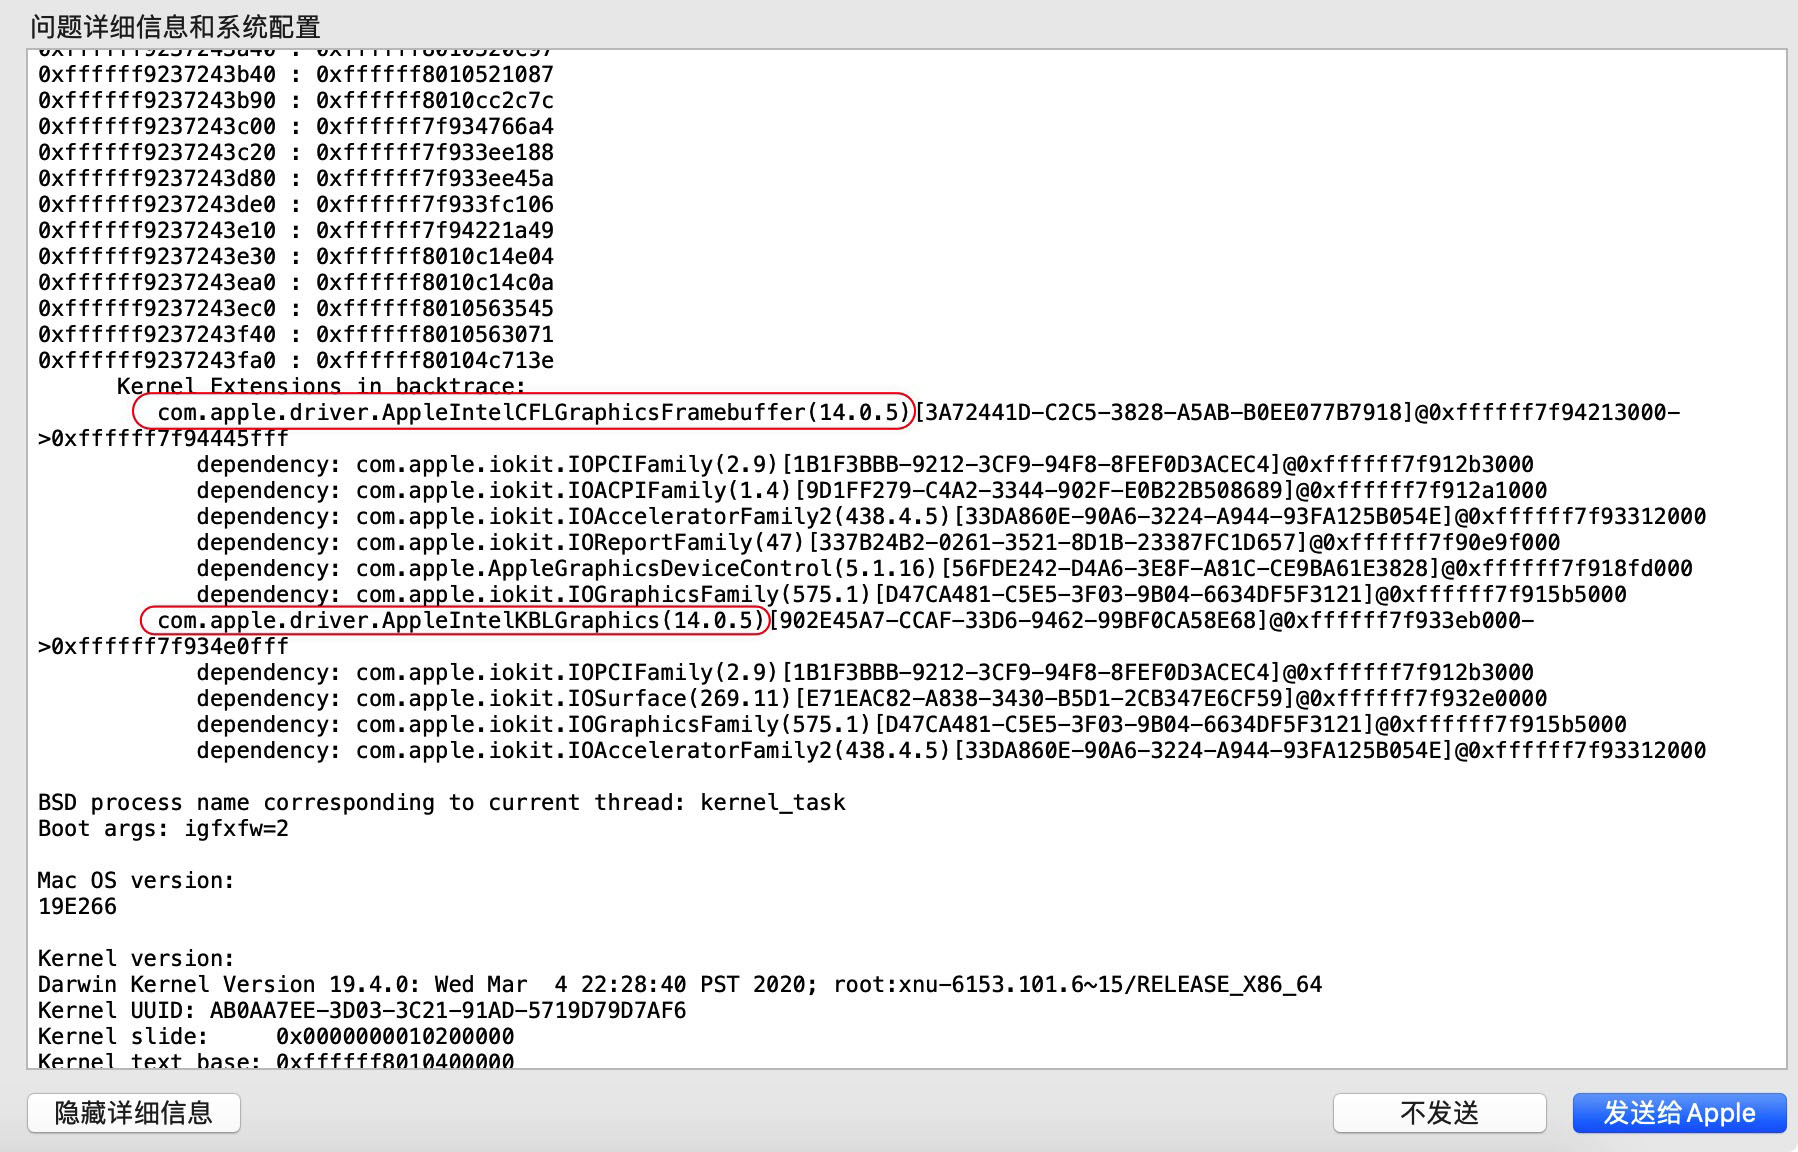 问题详细信息和系统配置
0xffffff9237243b40 : 0xffffff8010521087
0xffffff9237243b90 : 0xffffff8010cc2c7c
0xffffff9237243c00 : 0xffffff7f934766a4
0xffffff9237243c20 : 0xffffff7f933ee188
0xffffff9237243d80 : 0xffffff7f933ee45a
0xffffff9237243de0 : 0xffffff7f933fc106
0xffffff9237243e10 : 0xffffff7f94221a49
0xffffff9237243e30 : 0xffffff8010c14e04
0xffffff9237243ea0 : 0xffffff8010c14c0a
0xffffff9237243ec0 : 0xffffff8010563545
0xffffff9237243f40 : 0xffffff8010563071
0xffffff9237243fa0 : 0xffffff80104c713e
Kernel Extensions in backtrace:
com.apple.driver.AppleIntelCFLGraphicsFramebuffer(14.0.5)[3A72441D-C2C5-3828-A5AB-B0EE077B7918]@0xffffff7f94213000-
>0xffffff7f94445fff
dependency: com.apple.iokit.IOPCIFamily(2.9)[1B1F3BBB-9212-3CF9-94F8-8FEF0D3ACEC4]@0xffffff7f912b3000
dependency: com.apple.iokit.IOACPIFamily(1.4)[9D1FF279-C4A2-3344-902F-E0B22B508689]@0xffffff7f912a1000
dependency: com.apple.iokit.IOAcceleratorFamily2(438.4.5)[33DA860E-90A6-3224-A944-93FA125B054E]@0xffffff7f93312000
dependency: com.apple.iokit.IOReportFamily(47)[337B24B2-0261-3521-8D1B-23387FC1D657]@0xffffff7f90e9f000
dependency: com.apple.AppleGraphicsDeviceControl(5.1.16)[56FDE242-D4A6-3E8F-A81C-CE9BA61E3828]@0xffffff7f918fd000
dependency: com.apple.iokit.IOGraphicsFamily(575.1)[D47CA481-C5E5-3F03-9B04-6634DF5F3121]@0xffffff7f915b5000
com.apple.driver.AppleIntelKBLGraphics(14.0.5)[902E45A7-CCAF-33D6-9462-99BF0CA58E68]@0xffffff7f933eb000-
>0xffffff7f934e0fff
dependency: com.apple.iokit.IOPCIFamily(2.9)[1B1F3BBB-9212-3CF9-94F8-8FEF0D3ACEC4]@0xffffff7f912b3000
dependency: com.apple.iokit.IOSurface(269.11)[E71EAC82-A838-3430-B5D1-2CB347E6CF59]@0xffffff7f932e0000
dependency: com.apple.iokit.IOGraphicsFamily(575.1)[D47CA481-C5E5-3F03-9B04-6634DF5F3121]@0xffffff7f915b5000
dependency: com.apple.iokit.IOAcceleratorFamily2(438.4.5)[33DA860E-90A6-3224-A944-93FA125B054E]@0xffffff7f93312000
BSD process name corresponding to current thread: kernel_task
Boot args: igfxfw=2
Mac OS version:
19E266
Kernel version:
Darwin Kernel Version 19.4.0: Wed Mar  4 22:28:40 PST 2020; root:xnu-6153.101.6~15/RELEASE_X86_64
Kernel UUID: AB0AA7EE-3D03-3C21-91AD-5719D79D7AF6
Kernel slide:     0x0000000010200000
Kernel text base: 0xffffff8010400000
隐藏详细信息
不发送
发送给 Apple